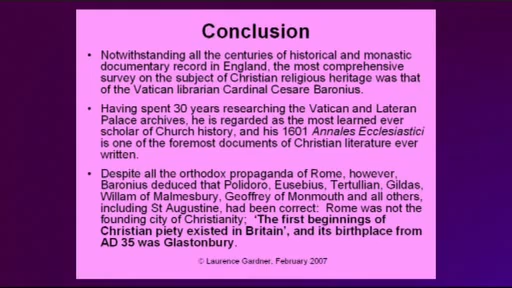 Conclusion
• Notwithstanding all the centuries of historical and monastic
documentary record in England, the most comprehensive
survey on the subject of Christian religious heritage was that
of the Vatican librarian Cardinal Cesare Baronius.
• Having spent 30 years researching the Vatican and Lateran
Palace archives, he is regarded as the most learned ever
scholar of Church history, and his 1601 Annales Ecclesiastici
is one of the foremost documents of Christian literature ever
written.
• Despite all the orthodox propaganda of Rome, however,
Baronius deduced that Polidoro, Eusebius, Tertullian, Gildas,
Willam of Malmesbury, Geoffrey of Monmouth and all others,
including St Augustine, had been correct: Rome was not the
founding city of Christianity; ‘The first beginings of
Christian piety existed in Britain’, and its birthplace from
AD 35 was Glastonbury.
© Laurence Gardner, February 2007